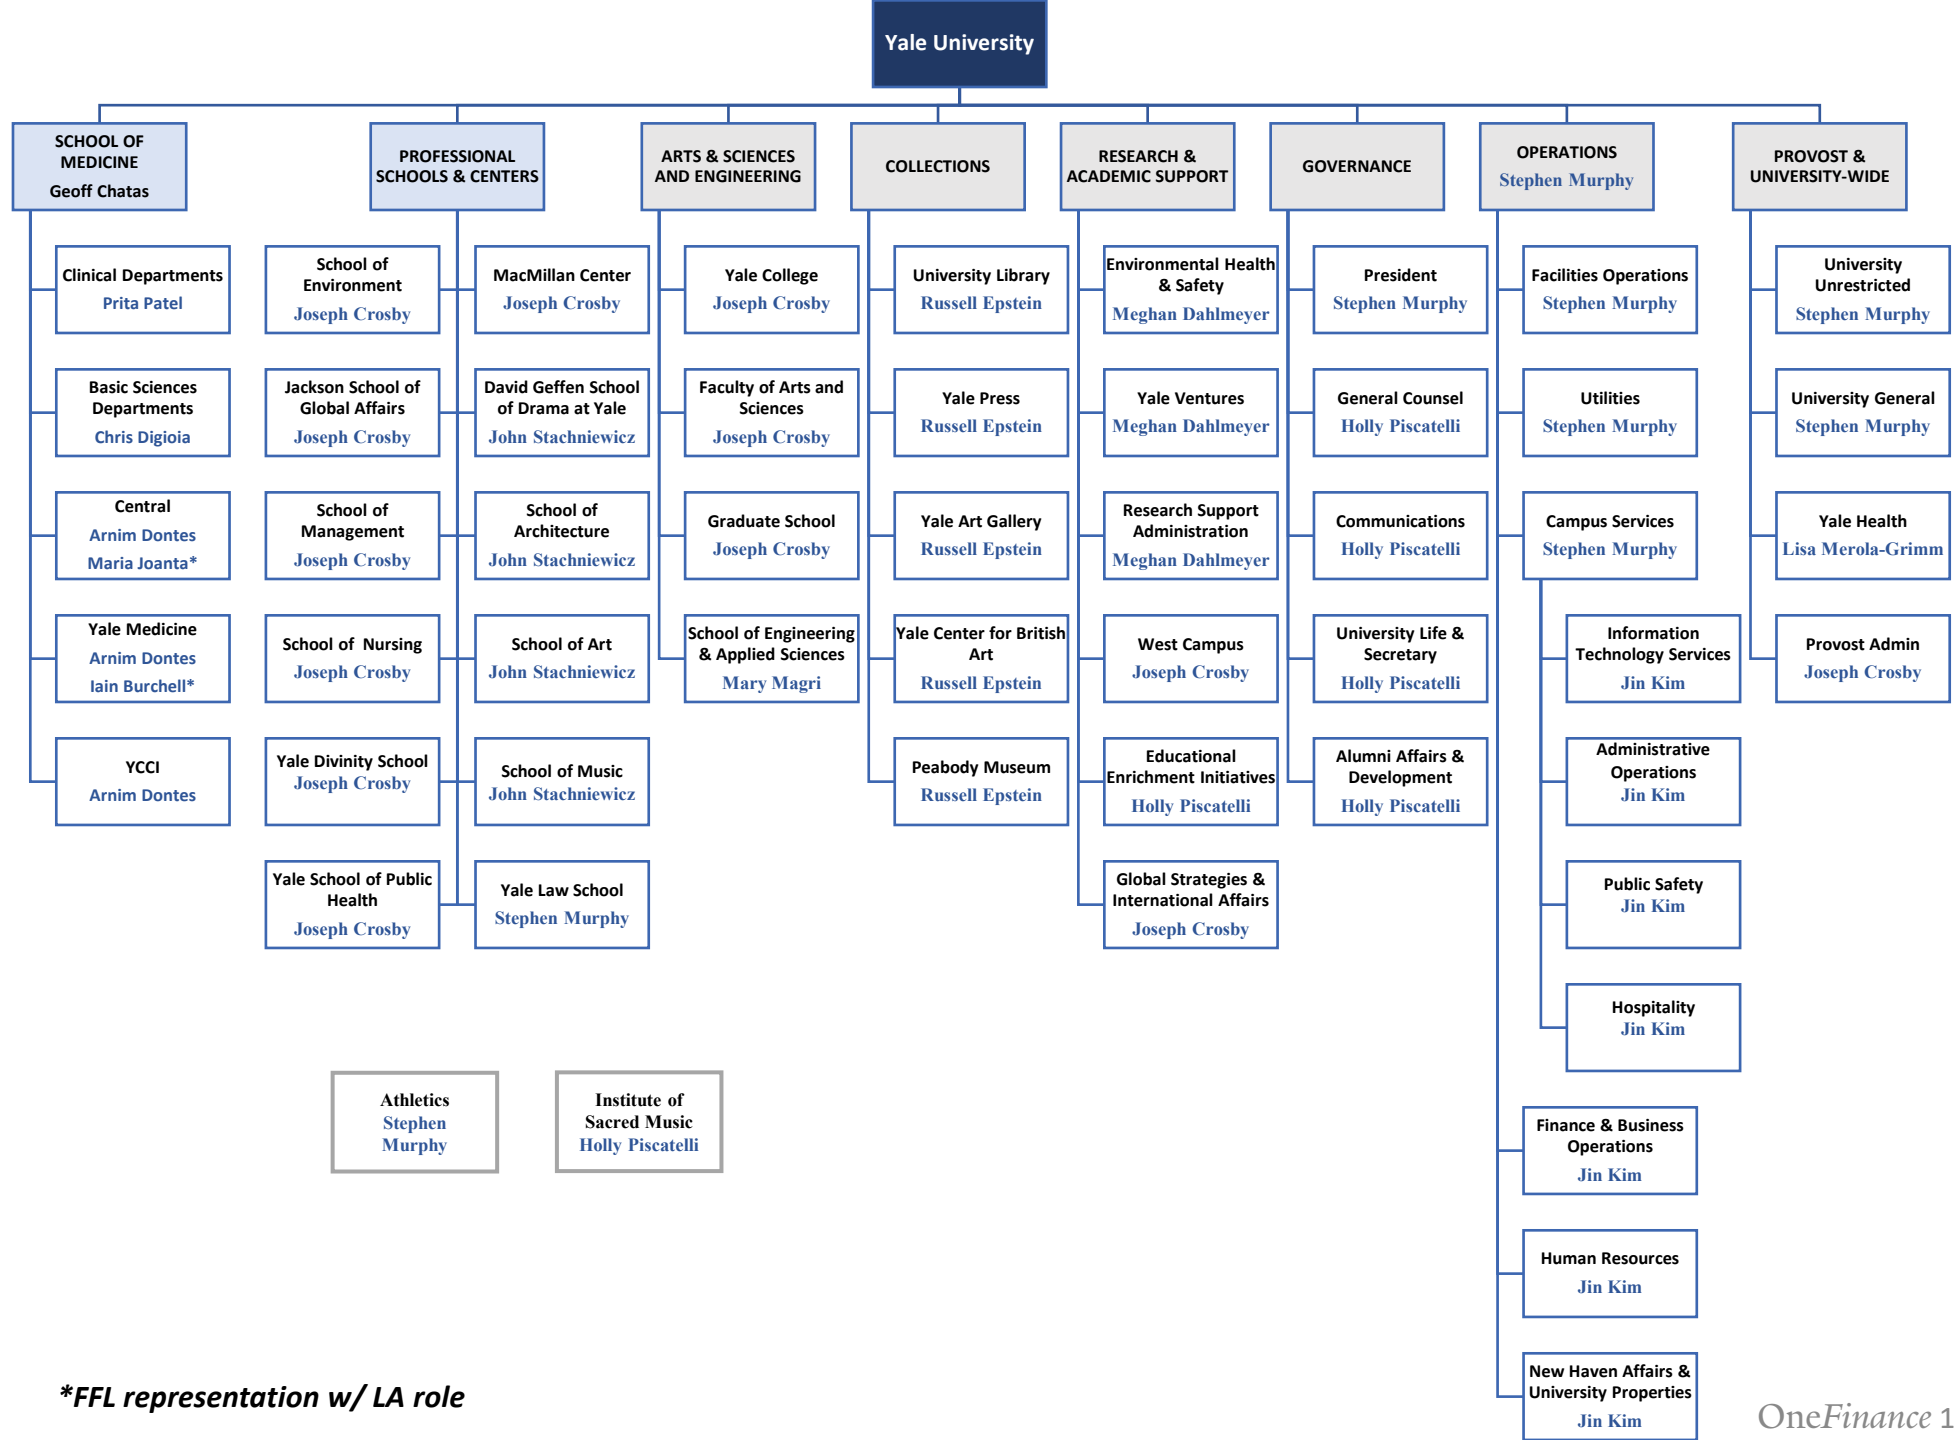 Yale University
SCHOOL OF
MEDICINE
Geoff Chatas
PROFESSIONAL
SCHOOLS & CENTERS
ARTS & SCIENCES
AND ENGINEERING
COLLECTIONS
RESEARCH &
ACADEMIC SUPPORT
GOVERNANCE
OPERATIONS
Stephen Murphy
PROVOST &
UNIVERSITY-WIDE
Clinical Departments
Prita Patel
Basic Sciences
Departments
Chris Digioia
Central
Arnim Dontes
Maria Joanta*
Yale Medicine
Arnim Dontes
Iain Burchell*
YCCI
Arnim Dontes
School of
Environment
Joseph Crosby
Jackson School of
Global Affairs
Joseph Crosby
School of
Management
Joseph Crosby
School of  Nursing
Joseph Crosby
Yale Divinity School
Joseph Crosby
Yale School of Public
Health
Joseph Crosby
MacMillan Center
Joseph Crosby
David Geffen School
of Drama at Yale
John Stachniewicz
School of
Architecture
John Stachniewicz
School of Art
John Stachniewicz
School of Music
John Stachniewicz
Yale Law School
Stephen Murphy
Yale College
Joseph Crosby
Faculty of Arts and
Sciences
Joseph Crosby
Graduate School
Joseph Crosby
School of Engineering
& Applied Sciences
Mary Magri
University Library
Russell Epstein
Yale Press
Russell Epstein
Yale Art Gallery
Russell Epstein
Yale Center for British
Art
Russell Epstein
Peabody Museum
Russell Epstein
Environmental Health
& Safety
Meghan Dahlmeyer
Yale Ventures
Meghan Dahlmeyer
Research Support
Administration
Meghan Dahlmeyer
West Campus
Joseph Crosby
Educational
Enrichment Initiatives
Holly Piscatelli
Global Strategies &
International Affairs
Joseph Crosby
President
Stephen Murphy
General Counsel
Holly Piscatelli
Communications
Holly Piscatelli
University Life &
Secretary
Holly Piscatelli
Alumni Affairs &
Development
Holly Piscatelli
Facilities Operations
Stephen Murphy
Utilities
Stephen Murphy
Campus Services
Stephen Murphy
Information
Technology Services
Jin Kim
Administrative
Operations
Jin Kim
Public Safety
Jin Kim
Hospitality
Jin Kim
Finance & Business
Operations
Jin Kim
Human Resources
Jin Kim
New Haven Affairs &
University Properties
Jin Kim
University
Unrestricted
Stephen Murphy
University General
Stephen Murphy
Yale Health
Lisa Merola-Grimm
Provost Admin
Joseph Crosby
Athletics
Stephen
Murphy
Institute of
Sacred Music
Holly Piscatelli
*FFL representation w/ LA role
OneFinance 1